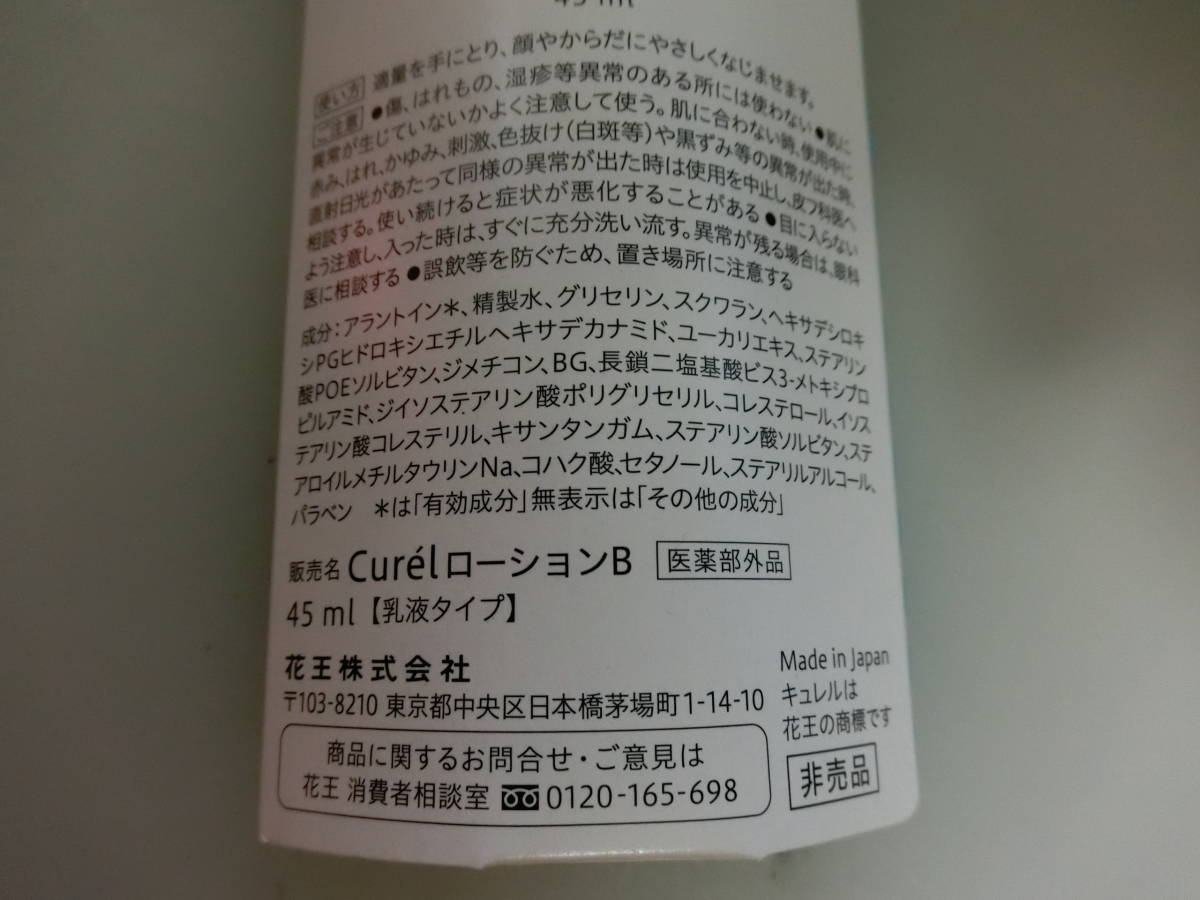 45 ml
使い方 適量を手にとり、顔やからだにやさしくなじませます。
ご注意 ●傷、はれもの、湿疹等異常のある所には使わない●肌に
異常が生じていないかよく注意して使う。肌に合わない時、使用中に
赤み、はれ、かゆみ、刺激、色抜け(白斑等)や黒ずみ等の異常が出た時、
直射日光があたって同様の異常が出た時は使用を中止し、皮フ科医へ
相談する。使い続けると症状が悪化することがある●目に入らない
よう注意し、入った時は、すぐに充分洗い流す。異常が残る場合は、眼科
医に相談する●誤飲等を防ぐため、置き場所に注意する
成分:アラントイン*、精製水、グリセリン、スクワラン、ヘキサデシロキ
シPGヒドロキシエチルヘキサデカナミド、ユーカリエキス、ステアリン
酸POEソルビタン、ジメチコン、BG、長鎖二塩基酸ビス3-メトキシプロ
ピルアミド、ジイソステアリン酸ポリグリセリル、コレステロール、イソス
テアリン酸コレステリル、キサンタンガム、ステアリン酸ソルビタン、ステ
アロイルメチルタウリンNa、コハク酸、セタノール、ステアリルアルコール、
パラベン *は「有効成分」無表示は「その他の成分」
販売名 CurélローションB 医薬部外品
45 ml【乳液タイプ】
花王株式会社
〒103-8210 東京都中央区日本橋茅場町1-14-10
Made in Japan
キュレルは
花王の商標です
商品に関するお問合せ・ご意見は
花王 消費者相談室 0120-165-698
非売品